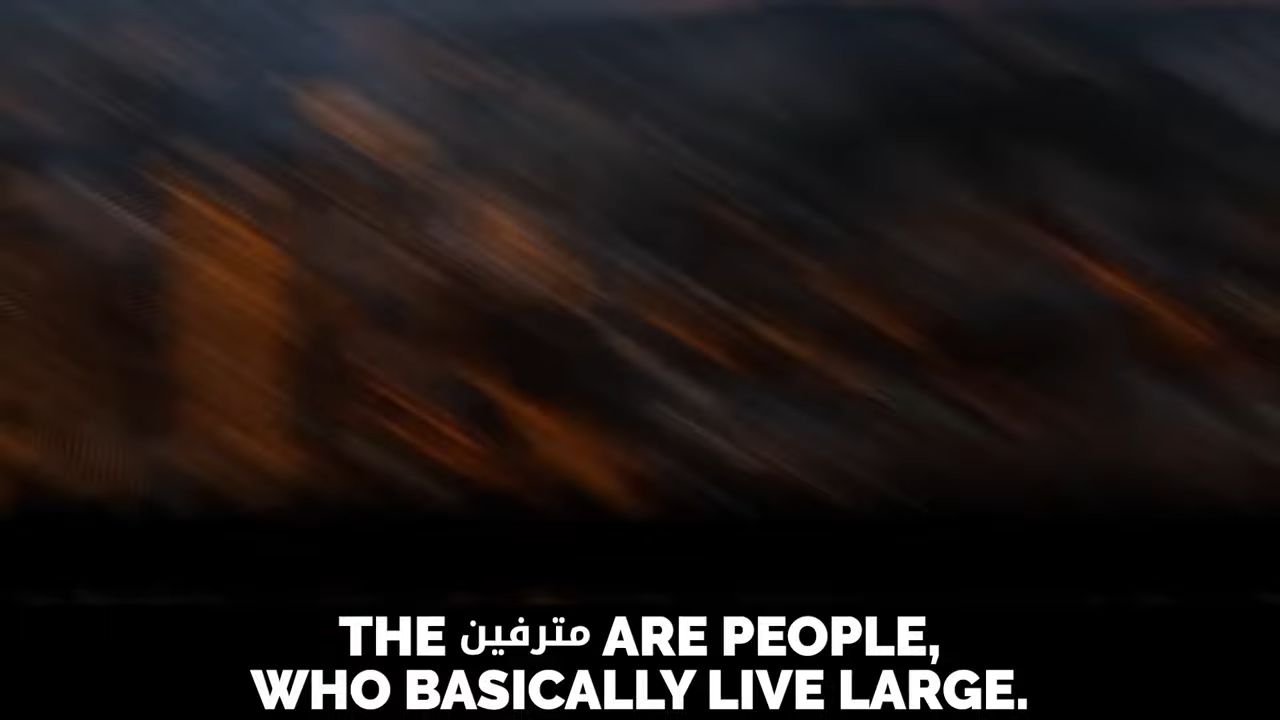 THE مترفين ARE PEOPLE,
WHO BASICALLY LIVE LARGE.